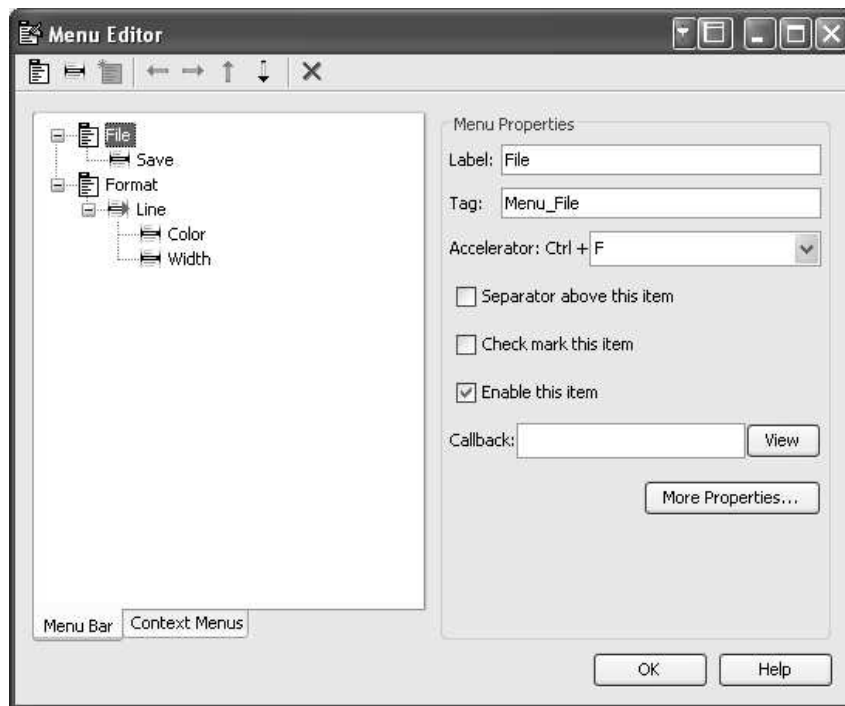 Menu Editor
File
Save
Format
Line
Color
Width
Menu Bar
Context Menus
Menu Properties
Label: File
Tag: Menu_File
Accelerator: Ctrl + F
Separator above this item
Check mark this item
Enable this item
Callback: View
More Properties...
OK Help